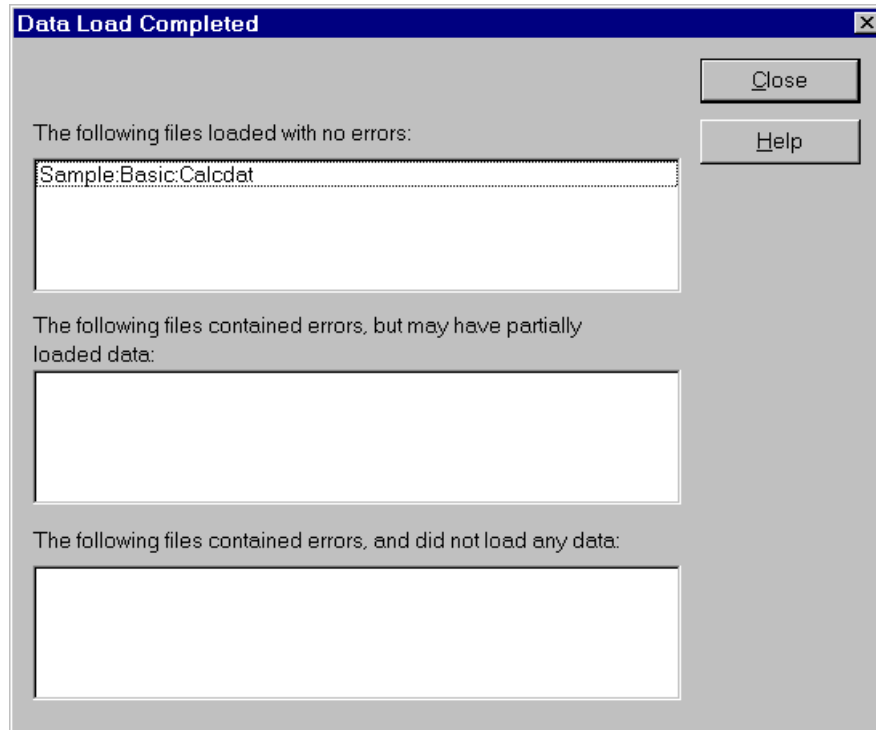 Data Load Completed
Close
The following files loaded with no errors:
Help
Sample:Basic:Calcdat
The following files contained errors, but may have partially
loaded data:
The following files contained errors, and did not load any data: